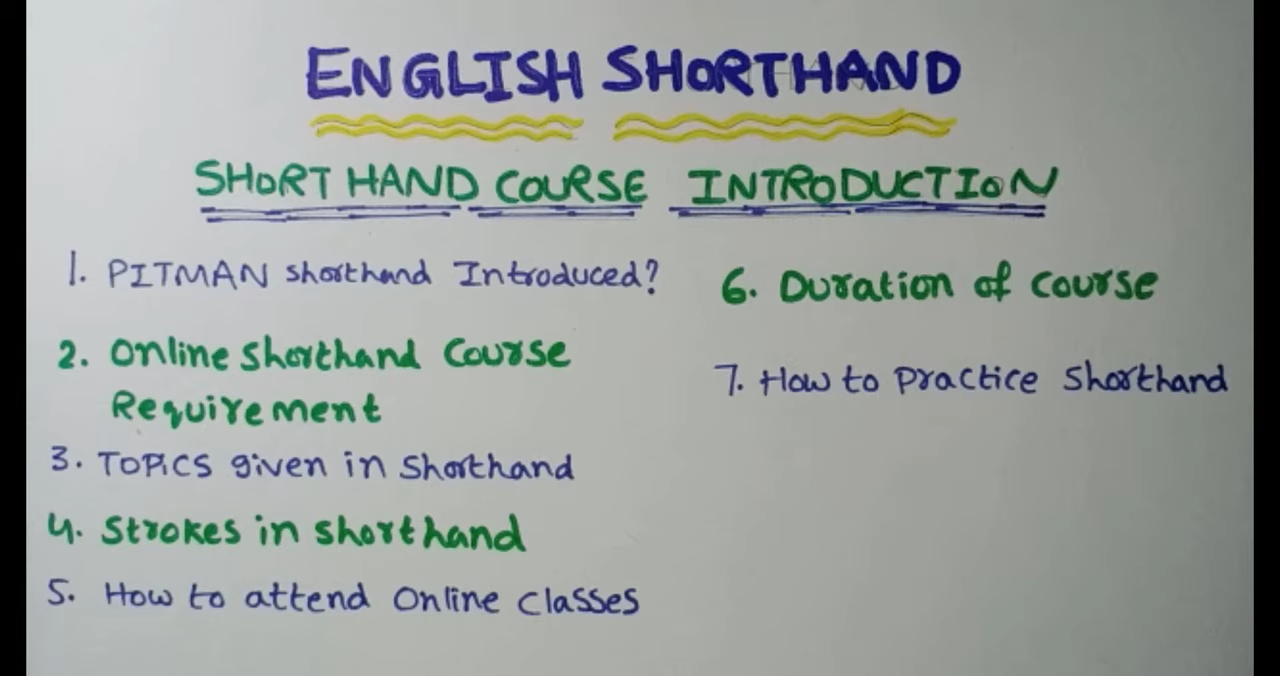 ENGLISH SHORTHAND
SHORT HAND COURSE INTRODUCTION
1. PITMAN shorthand Introduced?
2. Online Shorthand Course
Requirement
3. TOPICS given in Shorthand
4. Strokes in shorthand
5. How to attend Online Classes
6. Duration of course
7. How to Practice Shorthand